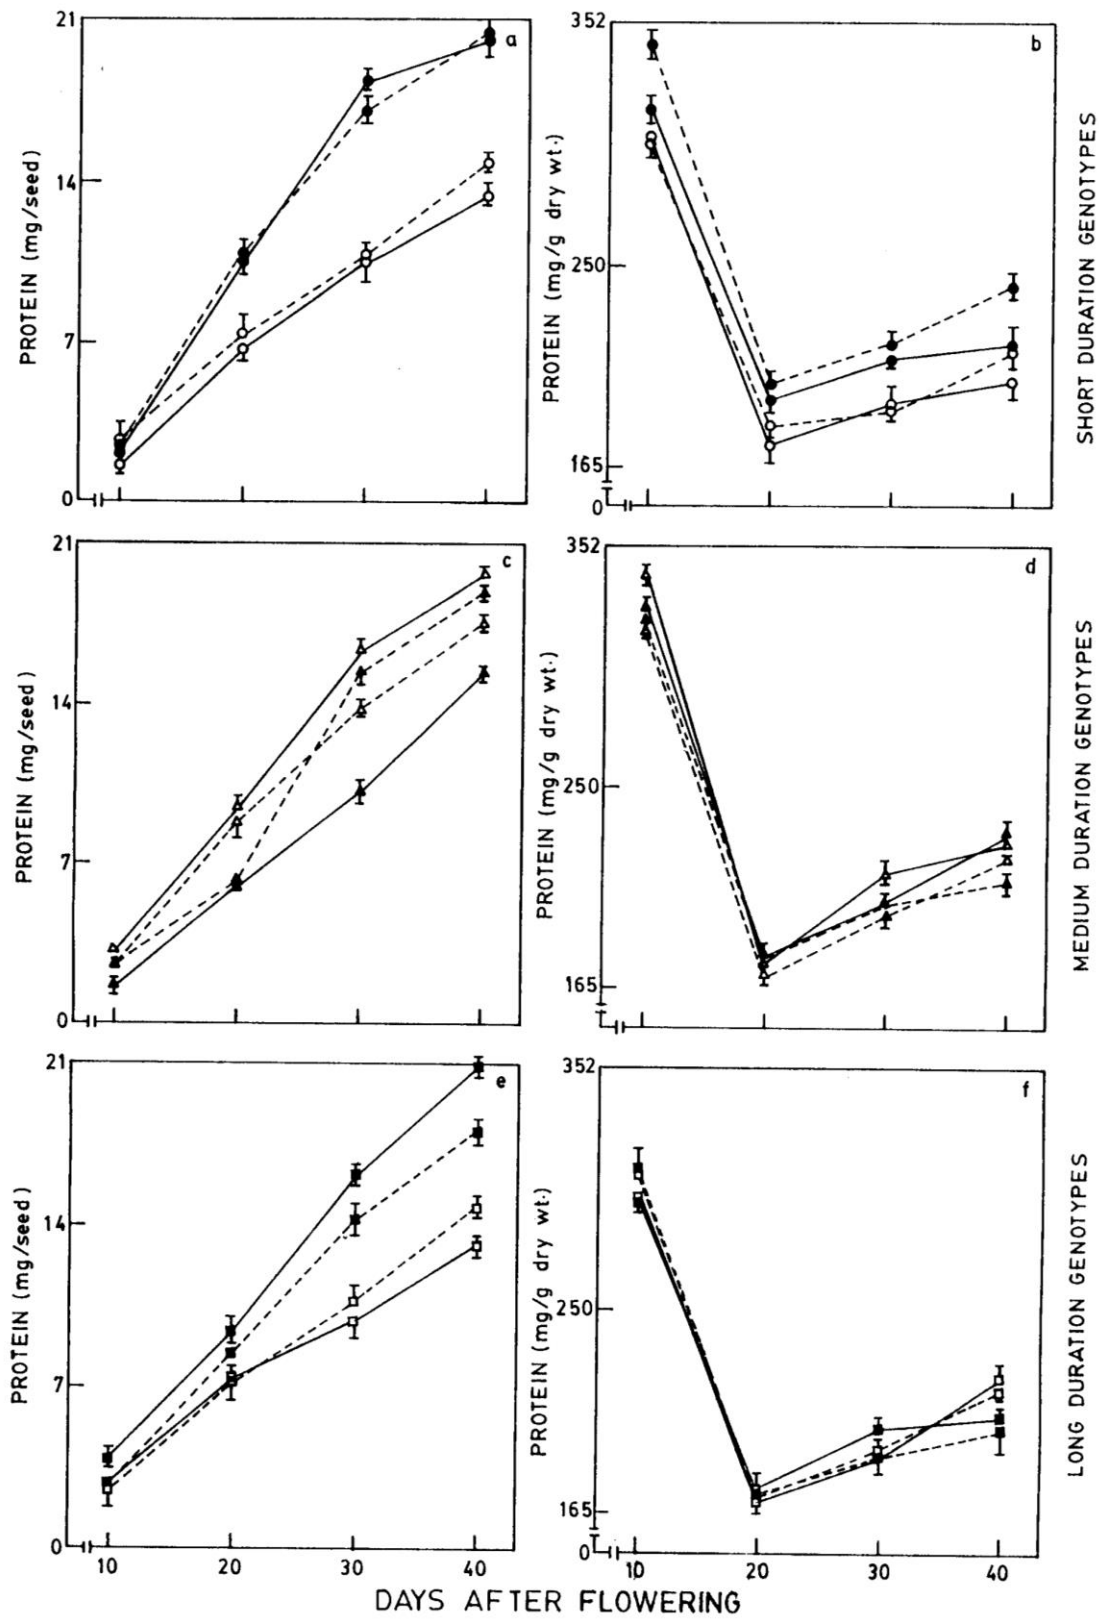 21
14
7
0
PROTEIN (mg/seed)
a
352
250
165
0
PROTEIN (mg/g dry wt.)
b
SHORT DURATION GENOTYPES
21
14
7
0
PROTEIN (mg/seed)
c
352
250
165
PROTEIN (mg/g dry wt.)
d
MEDIUM DURATION GENOTYPES
21
14
7
0
PROTEIN (mg/seed)
e
352
250
165
0
PROTEIN (mg/g dry wt.)
f
LONG DURATION GENOTYPES
10 20 30 40
10 20 30 40
DAYS AFTER FLOWERING